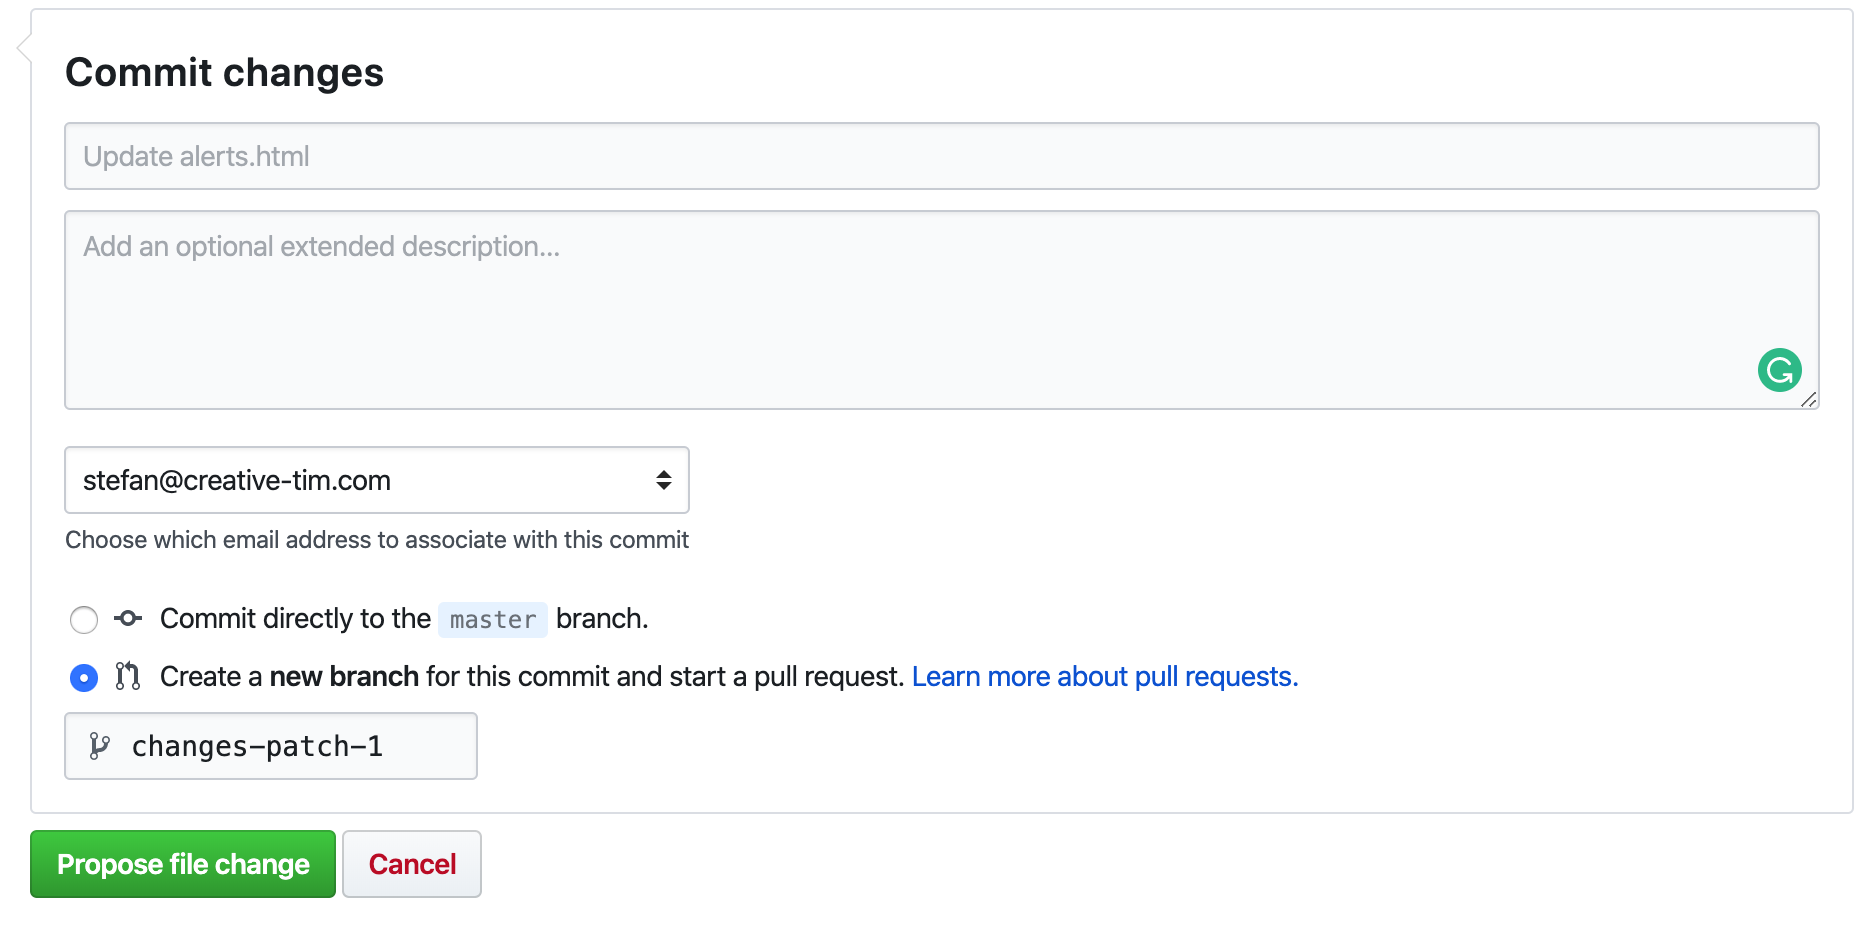 Commit changes
Update alerts.html
Add an optional extended description...
stefan@creative-tim.com
Choose which email address to associate with this commit
Commit directly to the master branch.
Create a new branch for this commit and start a pull request. Learn more about pull requests.
changes-patch-1
Propose file change Cancel